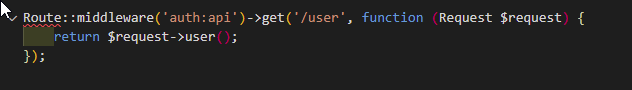 Route::middleware('auth:api')->get('/user', function (Request $request) {
    return $request->user();
});